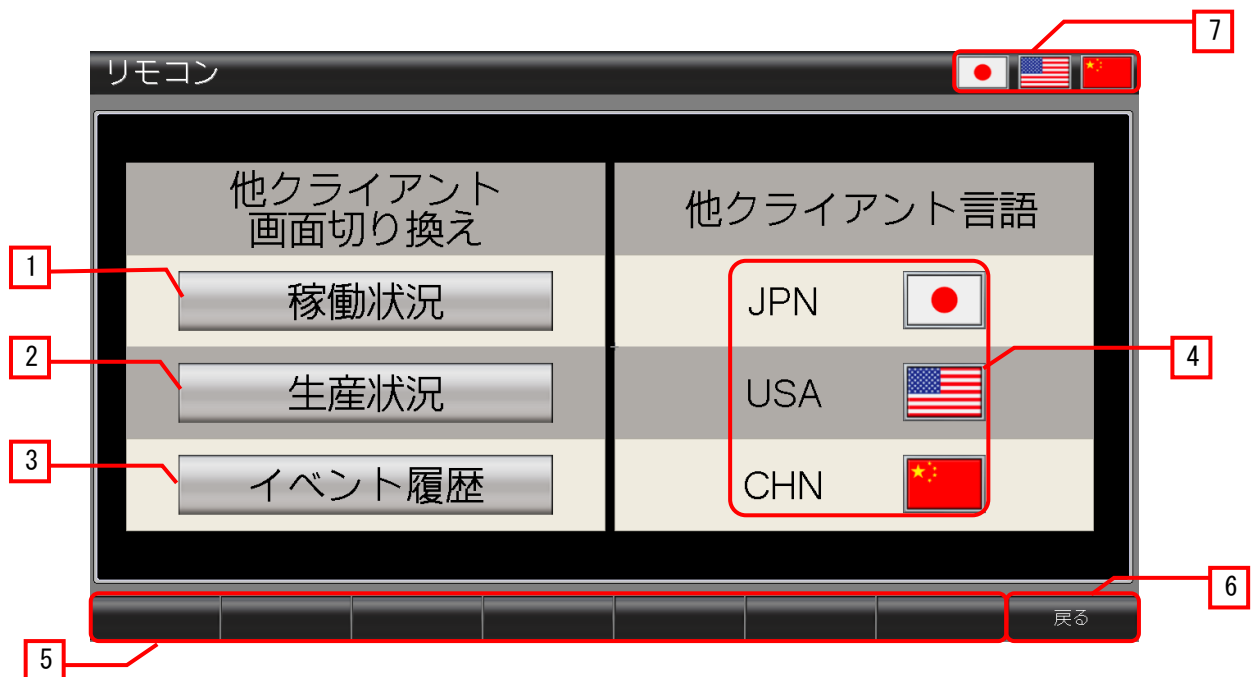 7
リモコン
他クライアント
画面切り換え
他クライアント言語
1
稼働状況
JPN
2
生産状況
USA
4
3
イベント履歴
CHN
6
戻る
5